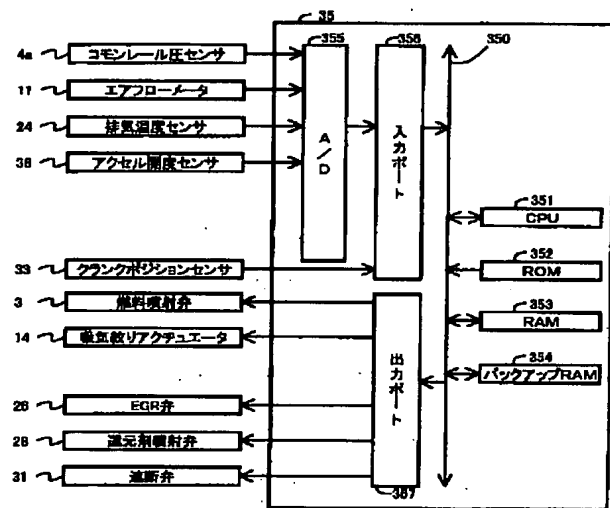 35
4a コモンレール圧センサ
11 エアフローメータ
24 排気温度センサ
36 アクセル開度センサ
33 クランクポジションセンサ
3 燃料噴射弁
14 吸気絞りアクチュエータ
26 EGR弁
28 還元剤噴射弁
31 遮断弁
355
A/D
356
入力ポート
出力ポート
357
350
351
CPU
352
ROM
353
RAM
354
バックアップRAM